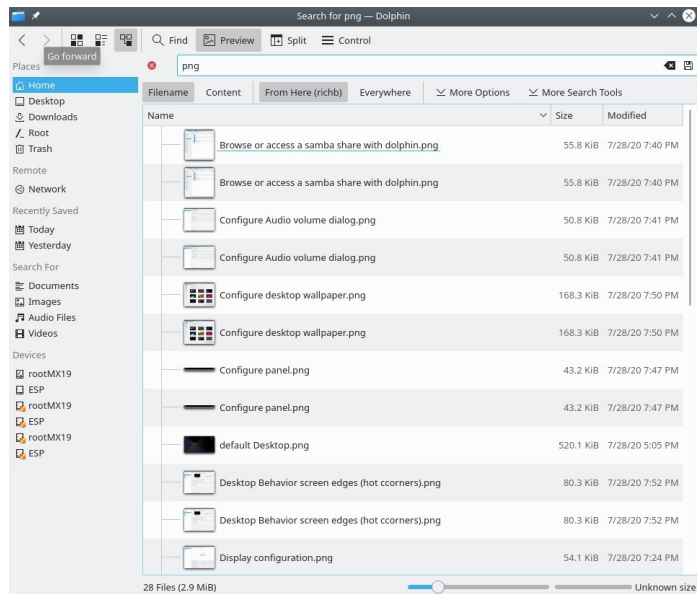 Search for png — Dolphin
Find
Preview
Split
Control
Go forward
Places
Home
Desktop
Downloads
Root
Trash
Remote
Network
Recently Saved
Today
Yesterday
Search For
Documents
Images
Audio Files
Videos
Devices
rootMX19
ESP
rootMX19
ESP
rootMX19
ESP
png
Filename Content From Here (richb) Everywhere More Options More Search Tools
Name Size Modified
Browse or access a samba share with dolphin.png 55.8 KiB 7/28/20 7:40 PM
Browse or access a samba share with dolphin.png 55.8 KiB 7/28/20 7:40 PM
Configure Audio volume dialog.png 50.8 KiB 7/28/20 7:41 PM
Configure Audio volume dialog.png 50.8 KiB 7/28/20 7:41 PM
Configure desktop wallpaper.png 168.3 KiB 7/28/20 7:50 PM
Configure desktop wallpaper.png 168.3 KiB 7/28/20 7:50 PM
Configure panel.png 43.2 KiB 7/28/20 7:47 PM
Configure panel.png 43.2 KiB 7/28/20 7:47 PM
default Desktop.png 520.1 KiB 7/28/20 5:05 PM
Desktop Behavior screen edges (hot ccorners).png 80.3 KiB 7/28/20 7:52 PM
Desktop Behavior screen edges (hot ccorners).png 80.3 KiB 7/28/20 7:52 PM
Display configuration.png 54.1 KiB 7/28/20 7:24 PM
28 Files (2.9 MiB) Unknown size